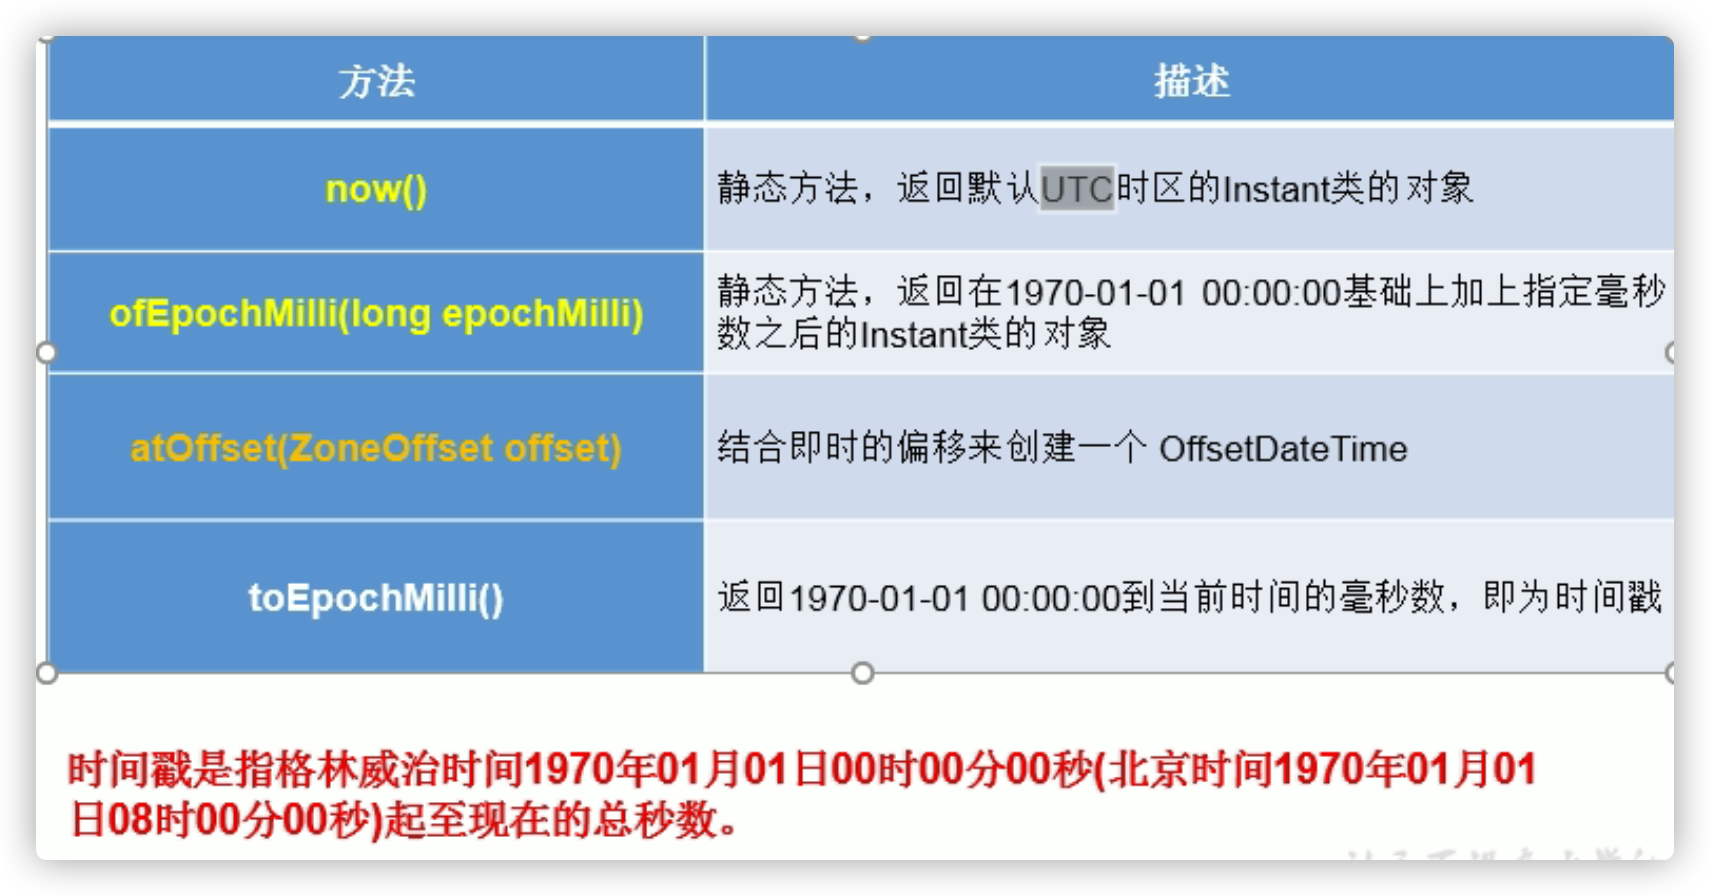 方法 描述
now() 静态方法，返回默认UTC时区的Instant类的对象
ofEpochMilli(long epochMilli) 静态方法，返回在1970-01-01 00:00:00基础上加上指定毫秒
数之后的Instant类的对象
atOffset(ZoneOffset offset) 结合即时的偏移来创建一个 OffsetDateTime
toEpochMilli() 返回1970-01-01 00:00:00到当前时间的毫秒数，即为时间戳
时间戳是指格林威治时间1970年01月01日00时00分00秒(北京时间1970年01月01
日08时00分00秒)起至现在的总秒数。